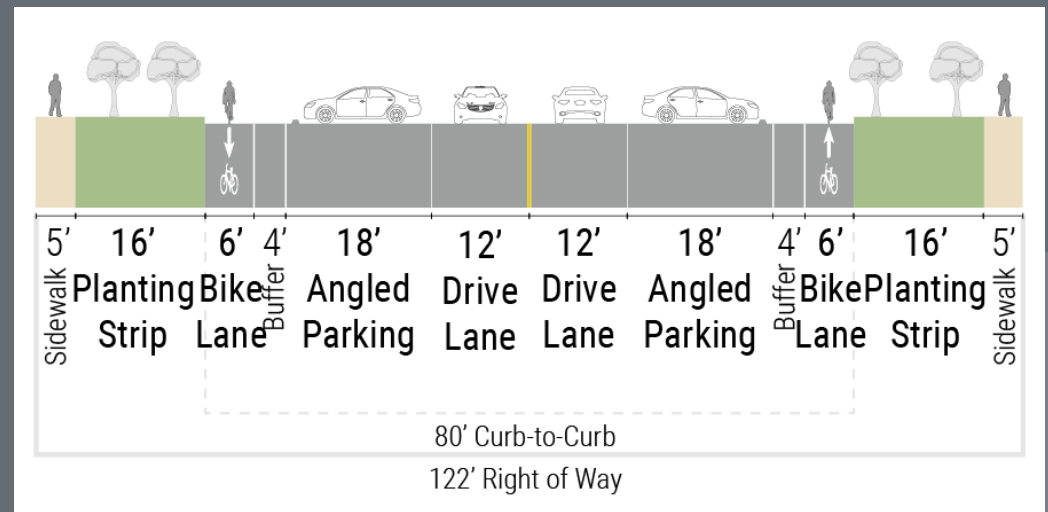 5’ 16’ 6’ 4’ 18’ 12’ 12’ 18’ 4’ 6’ 16’ 5’
Sidewalk
Planting
Strip
Bike
Lane
Buffer
Angled
Parking
Drive
Lane
Drive
Lane
Angled
Parking
Buffer
Bike
Lane
Planting
Strip
Sidewalk
80’ Curb-to-Curb
122’ Right of Way